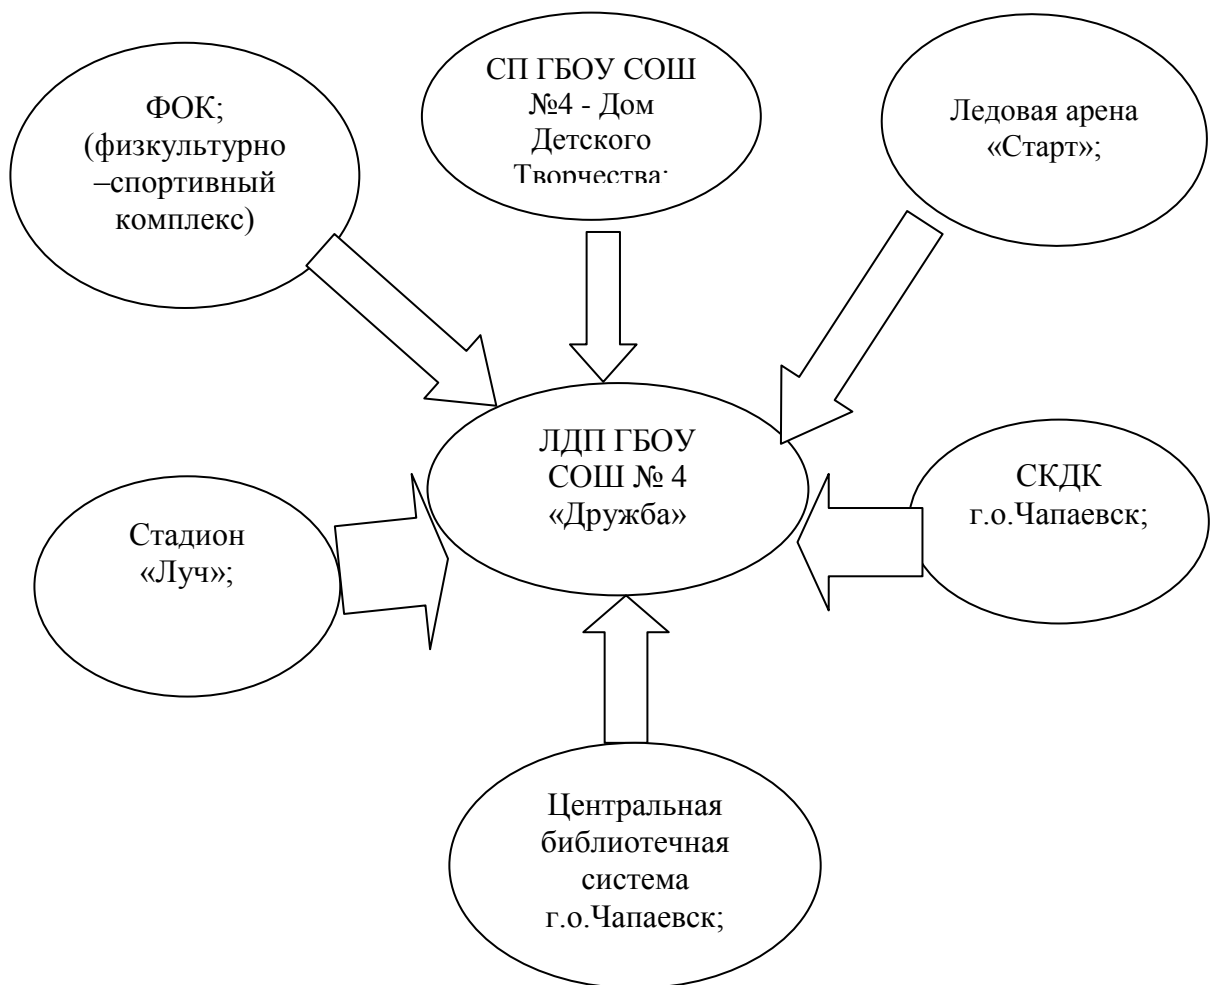 ФОК;
(физкультурно
–спортивный
комплекс)
СП ГБОУ СОШ
№4 - Дом
Детского
Творчества;
Ледовая арена
«Старт»;
ЛДП ГБОУ
СОШ № 4
«Дружба»
Стадион
«Луч»;
СКДК
г.о.Чапаевск;
Центральная
библиотечная
система
г.о.Чапаевск;